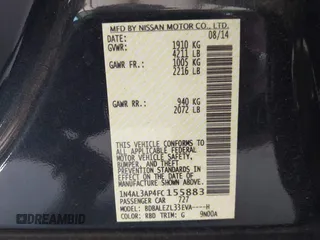 MFD BY NISSAN MOTOR CO., LTD.
DATE: 08/14
GVWR: 1910 KG
4211 LB
GAWR FR.: 1005 KG
2216 LB
GAWR RR.: 940 KG
2072 LB
THIS VEHICLE CONFORMS TO
ALL APPLICABLE FEDERAL
MOTOR VEHICLE SAFETY,
BUMPER, AND THEFT
PREVENTION STANDARDS IN
EFFECT ON THE DATE OF
MANUFACTURE SHOWN ABOVE.
1N4AL3AP4FC155883
PASSENGER CAR 727
MODEL: BDBALEZL33EVA----H
COLOR: RBD TRIM: G 9N00A
DREAMBID